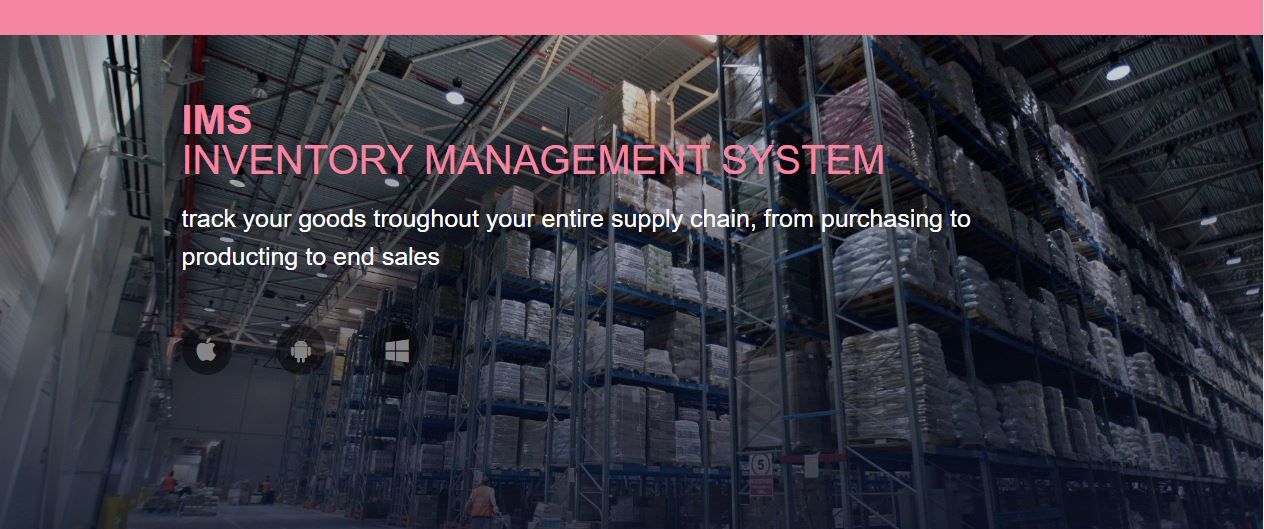 IMS
INVENTORY MANAGEMENT SYSTEM
track your goods troughout your entire supply chain, from purchasing to
producting to end sales
5